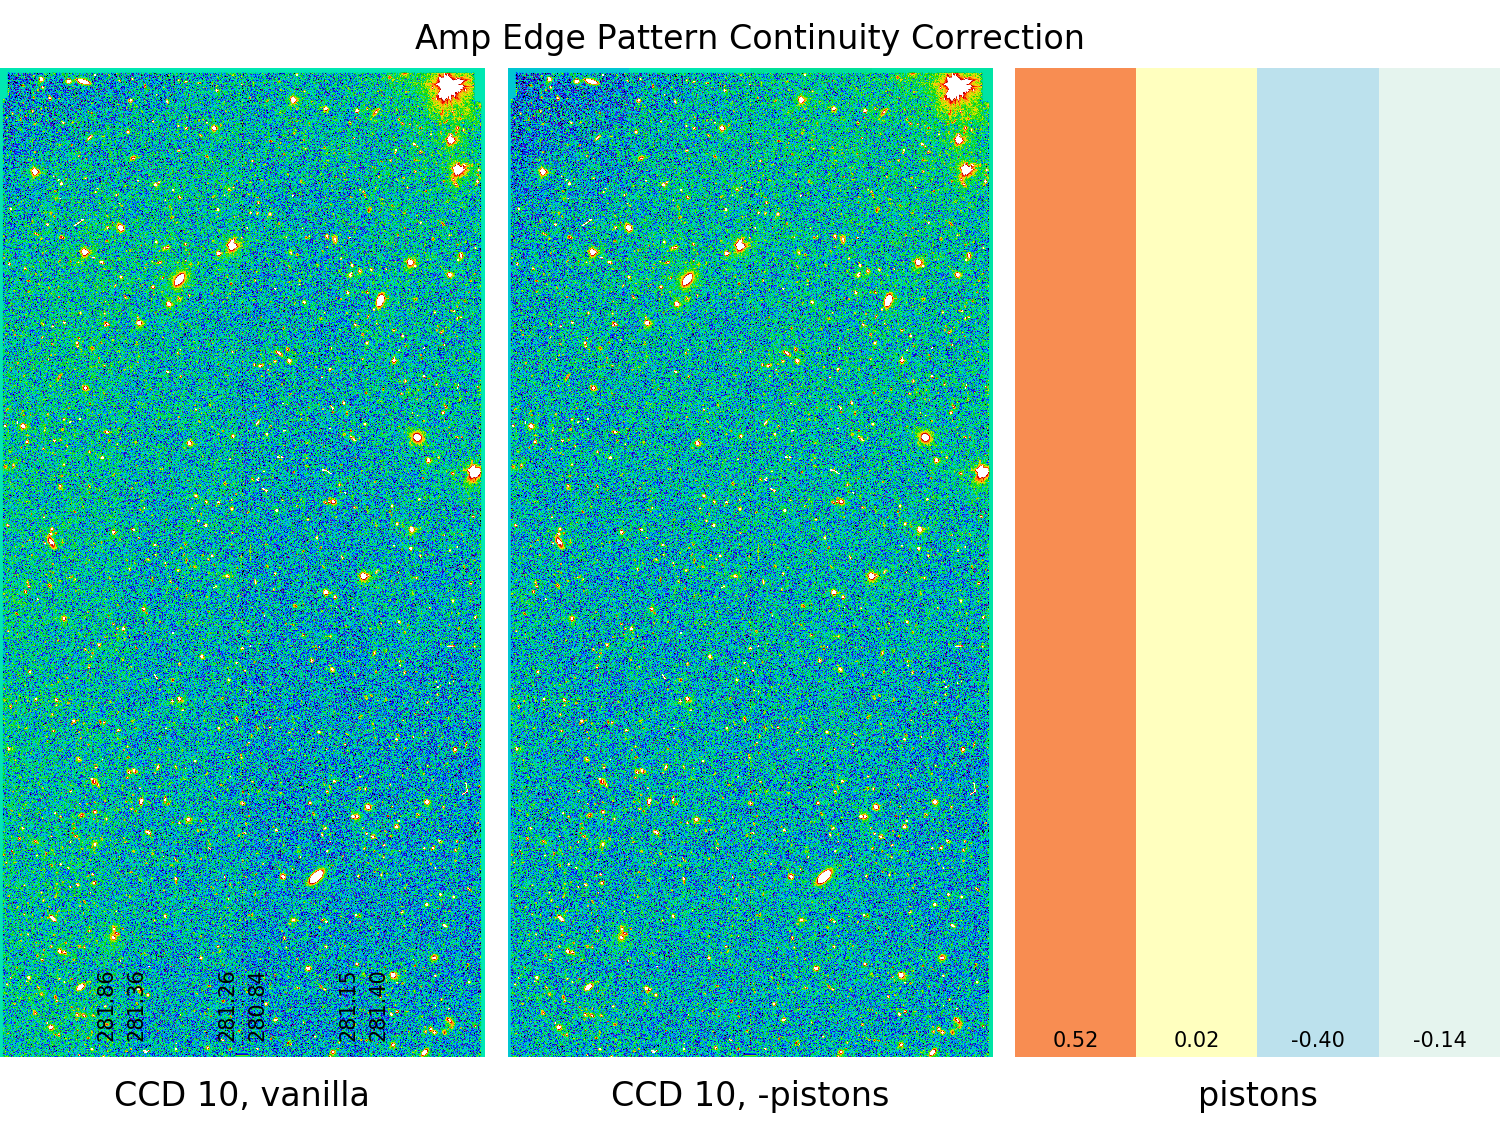 Amp Edge Pattern Continuity Correction
281.86
281.36
281.26
280.84
281.15
281.40
0.52
0.02
-0.40
-0.14
CCD 10, vanilla
CCD 10, -pistons
pistons